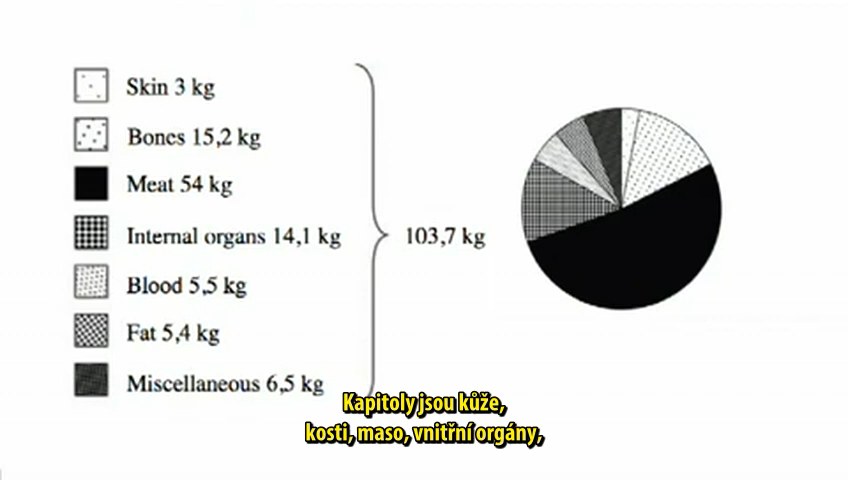 Skin 3 kg
Bones 15,2 kg
Meat 54 kg
Internal organs 14,1 kg
103,7 kg
Blood 5,5 kg
Fat 5,4 kg
Miscellaneous 6,5 kg
Kapitoly jsou kůže,
kosti, maso, vnitřní orgány,